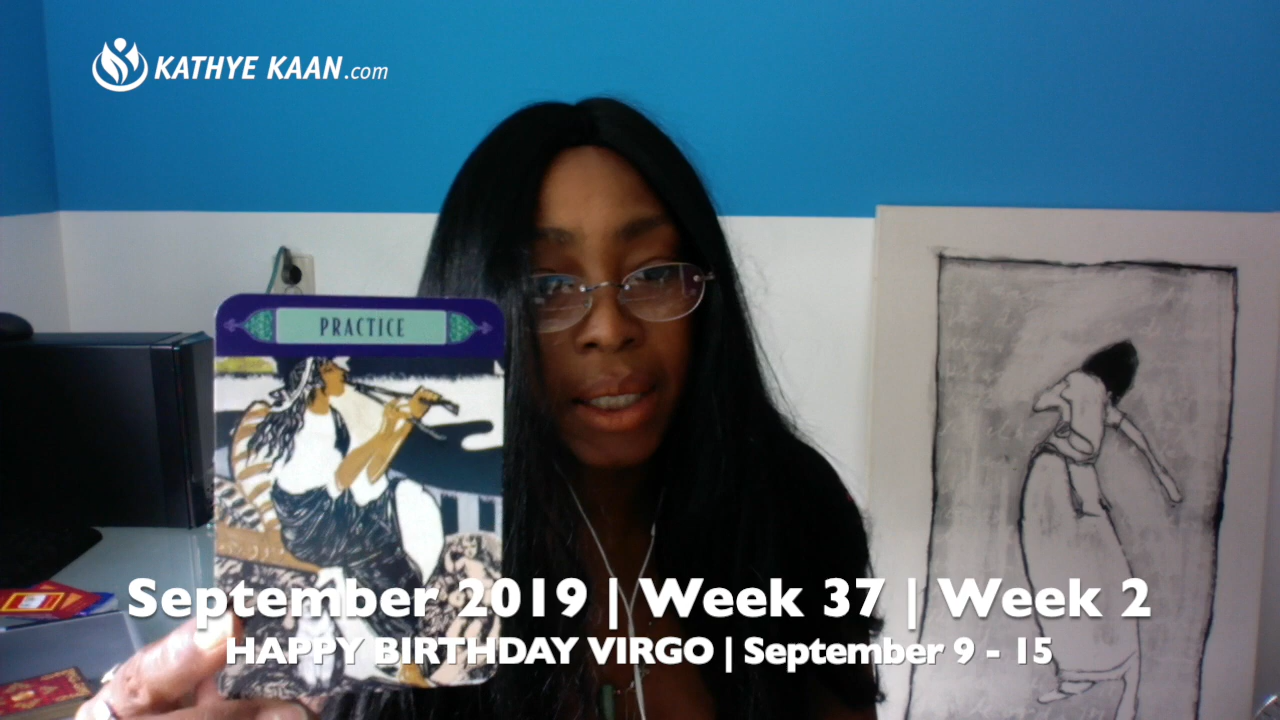 KATHYE KAAN.com
PRACTICE
September 2019 | Week 37 | Week 2
HAPPY BIRTHDAY VIRGO | September 9 - 15